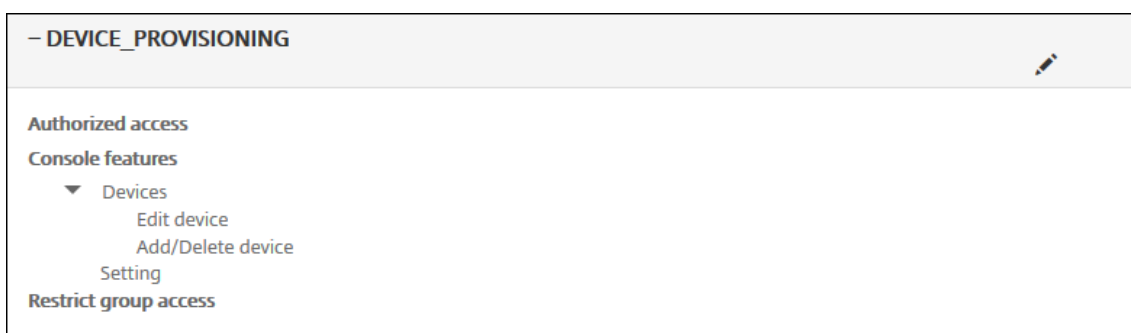 – DEVICE_PROVISIONING
Authorized access
Console features
Devices
Edit device
Add/Delete device
Setting
Restrict group access